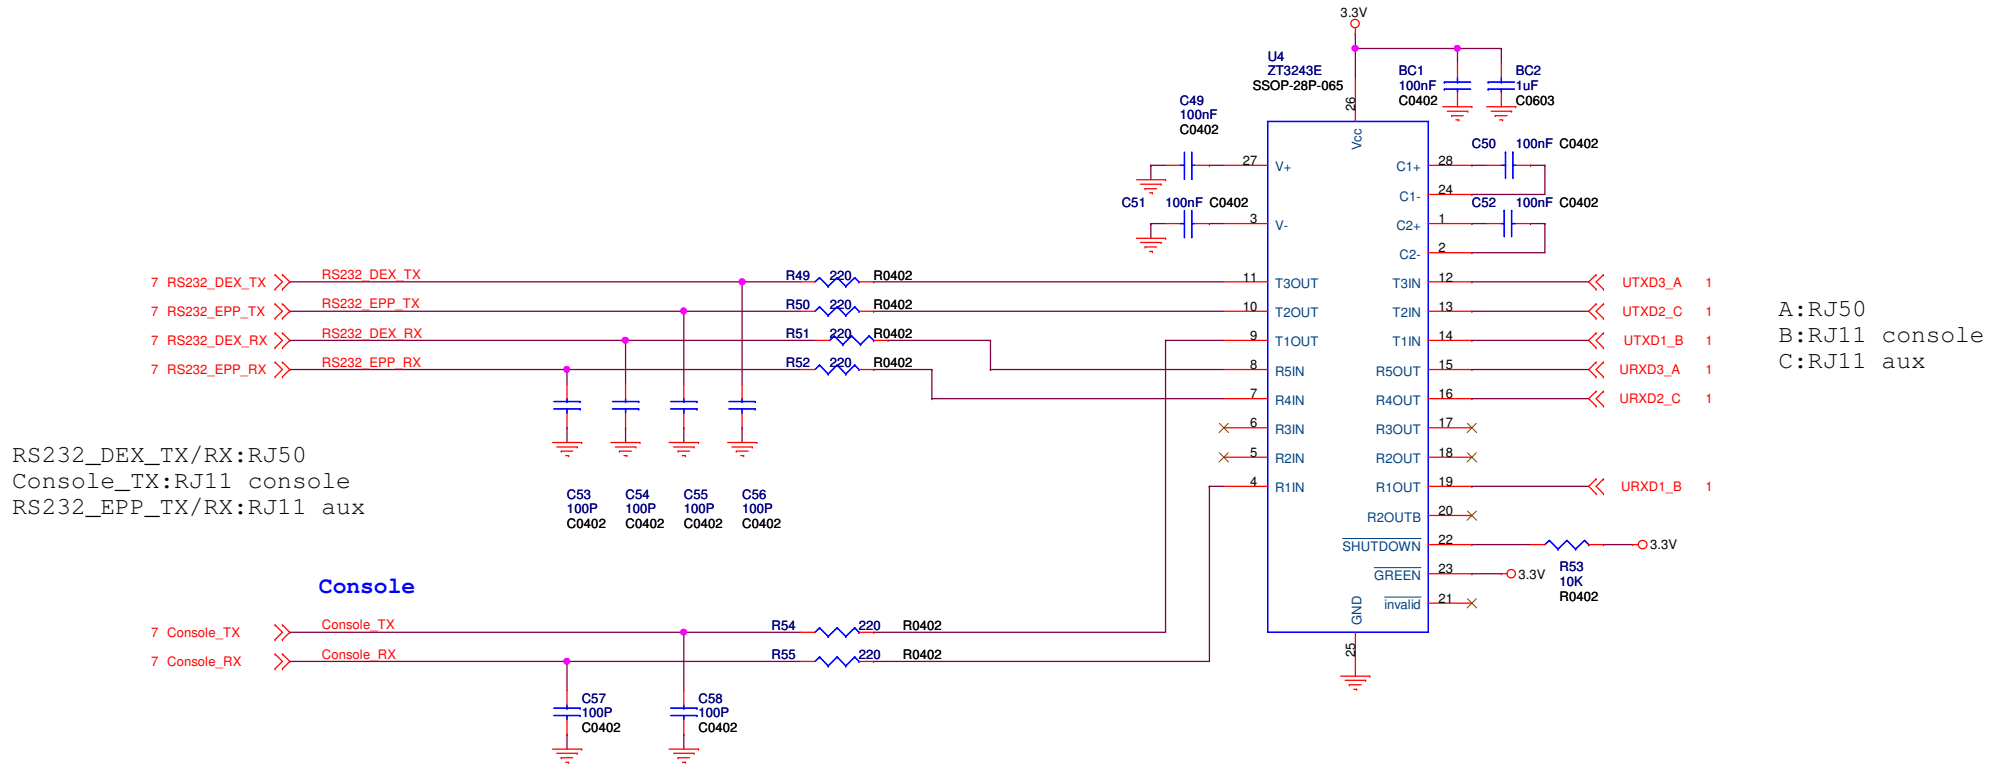 3.3V
U4
ZT3243E
SSOP-28P-065
BC1
100nF
C0402
BC2
1uF
C0603
C49
100nF
C0402
26
Vcc
C50 100nF C0402
27 V+
C1+ 28
C1- 24
C51 100nF C0402
C52 100nF C0402
3 V-
C2+ 1
C2- 2
7 RS232_DEX_TX RS232_DEX_TX R49 220 R0402 11 T3OUT T3IN 12 UTXD3_A 1
7 RS232_EPP_TX RS232_EPP_TX R50 220 R0402 10 T2OUT T2IN 13 UTXD2_C 1
7 RS232_DEX_RX RS232_DEX_RX R51 220 R0402 9 T1OUT T1IN 14 UTXD1_B 1
7 RS232_EPP_RX RS232_EPP_RX R52 220 R0402 8 R5IN R5OUT 15 URXD3_A 1
7 R4IN R4OUT 16 URXD2_C 1
6 R3IN R3OUT 17
5 R2IN R2OUT 18
4 R1IN R1OUT 19 URXD1_B 1
R2OUTB 20
SHUTDOWN 22 3.3V
R53
10K
R0402
GREEN 23 3.3V
invalid 21
GND
25
A:RJ50
B:RJ11 console
C:RJ11 aux
RS232_DEX_TX/RX:RJ50
Console_TX:RJ11 console
RS232_EPP_TX/RX:RJ11 aux
C53
100P
C0402
C54
100P
C0402
C55
100P
C0402
C56
100P
C0402
Console
7 Console_TX Console_TX R54 220 R0402
7 Console_RX Console_RX R55 220 R0402
C57
100P
C0402
C58
100P
C0402